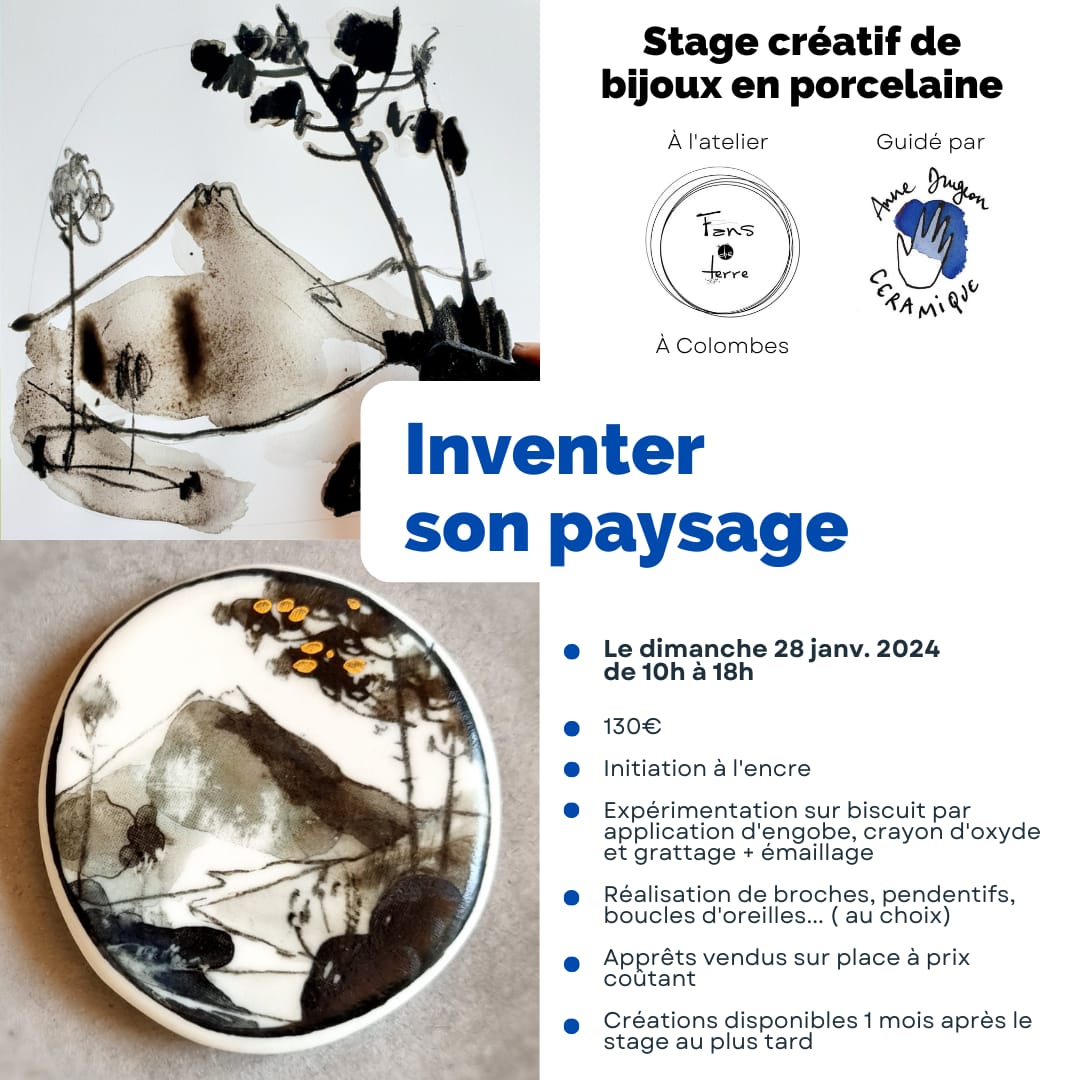 Stage créatif de
bijoux en porcelaine
À l'atelier
Fans
terre
À Colombes
Guidé par
Anne Jugeon
CERAMIQUE
Inventer
son paysage
Le dimanche 28 janv. 2024
de 10h à 18h
130€
Initiation à l'encre
Expérimentation sur biscuit par
application d'engobe, crayon d'oxyde
et grattage + émaillage
Réalisation de broches, pendentifs,
boucles d'oreilles... ( au choix)
Apprêts vendus sur place à prix
coûtant
Créations disponibles 1 mois après le
stage au plus tard